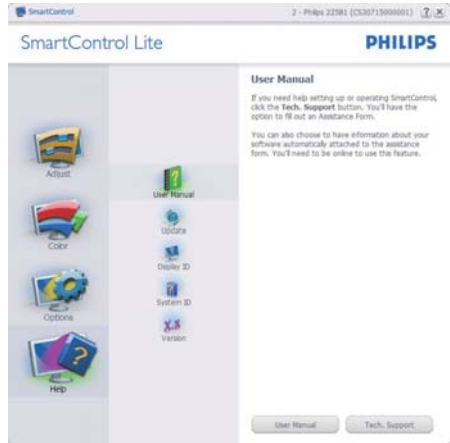 SmartControl
2 - Philips 225B1 (CS30715000001)
SmartControl Lite
PHILIPS
Adjust
Color
Options
Help
User Manual
Update
Display ID
System ID
X.X
Version
User Manual
If you need help setting up or operating SmartControl,
click the Tech. Support button. You'll have the
option to fill out an Assistance Form.
You can also choose to have information about your
software automatically attached to the assistance
form. You'll need to be online to use this feature.
User Manual
Tech. Support